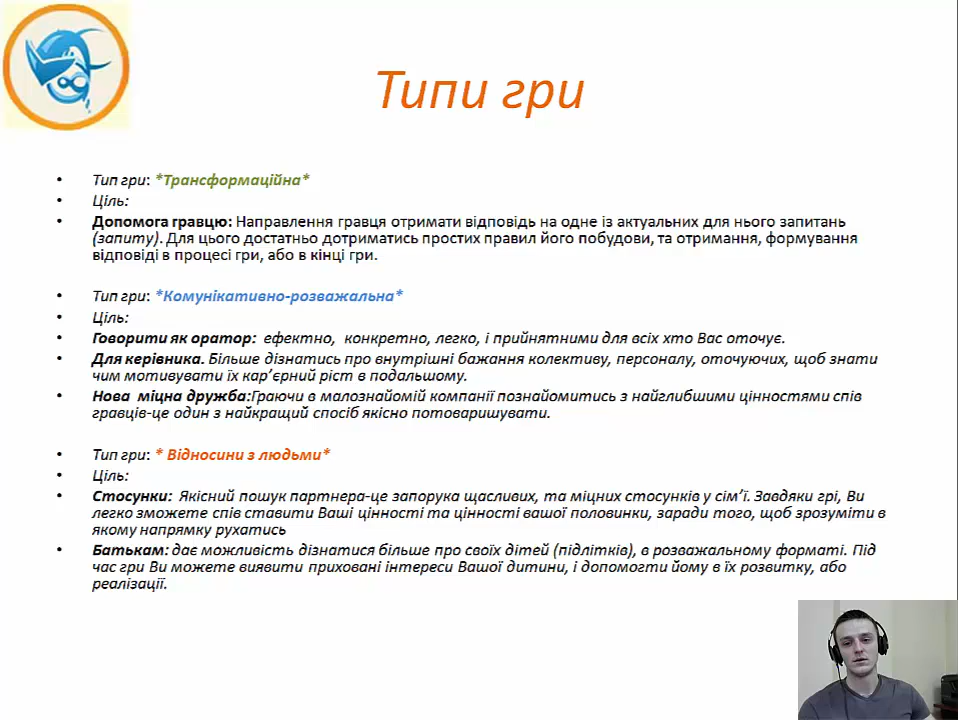 Типи гри
• Тип гри: *Трансформаційна*
• Ціль:
• Допомога гравцю: Направлення гравця отримати відповідь на одне із актуальних для нього запитань
(запиту). Для цього достатньо дотриматись простих правил його побудови, та отримання, формування
відповіді в процесі гри, або в кінці гри.
• Тип гри: *Комунікативно-розважальна*
• Ціль:
• Говорити як оратор: ефектно, конкретно, легко, і прийнятними для всіх хто Вас оточує.
• Для керівника. Більше дізнатись про внутрішні бажання колективу, персоналу, оточуючих, щоб знати
чим мотивувати їх кар’єрний ріст в подальшому.
• Нова міцна дружба:Граючи в малознайомій компанії познайомитись з найглибшими цінностями спів
гравців-це один з найкращий спосіб якісно потоваришувати.
• Тип гри: * Відносини з людьми*
• Ціль:
• Стосунки: Якісний пошук партнера-це запорука щасливих, та міцних стосунків у сім’ї. Завдяки грі, Ви
легко зможете спів ставити Ваші цінності та цінності вашої половинки, заради того, щоб зрозуміти в
якому напрямку рухатись
• Батькам: дає можливість дізнатися більше про своїх дітей (підлітків), в розважальному форматі. Під
час гри Ви можете виявити приховані інтереси Вашої дитини, і допомогти йому в їх розвитку, або
реалізації.